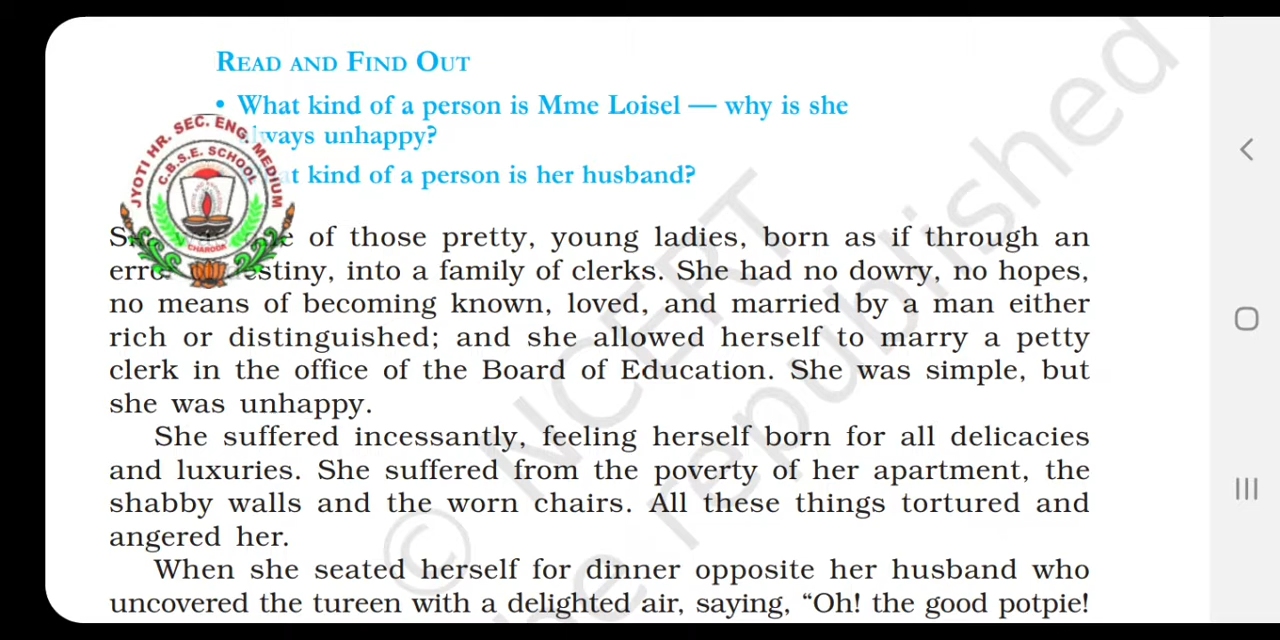 READ AND FIND OUT
• What kind of a person is Mme Loisel — why is she
always unhappy?
kind of a person is her husband?
JYOTI HR. SEC. ENG. MEDIUM
C.B.S.E. SCHOOL
CHAROOR
of those pretty, young ladies, born as if through an
into a family of clerks. She had no dowry, no hopes,
no means of becoming known, loved, and married by a man either
rich or distinguished; and she allowed herself to marry a petty
clerk in the office of the Board of Education. She was simple, but
she was unhappy.
She suffered incessantly, feeling herself born for all delicacies
and luxuries. She suffered from the poverty of her apartment, the
shabby walls and the worn chairs. All these things tortured and
angered her.
When she seated herself for dinner opposite her husband who
uncovered the tureen with a delighted air, saying, “Oh! the good potpie!
© NCERT
be republished